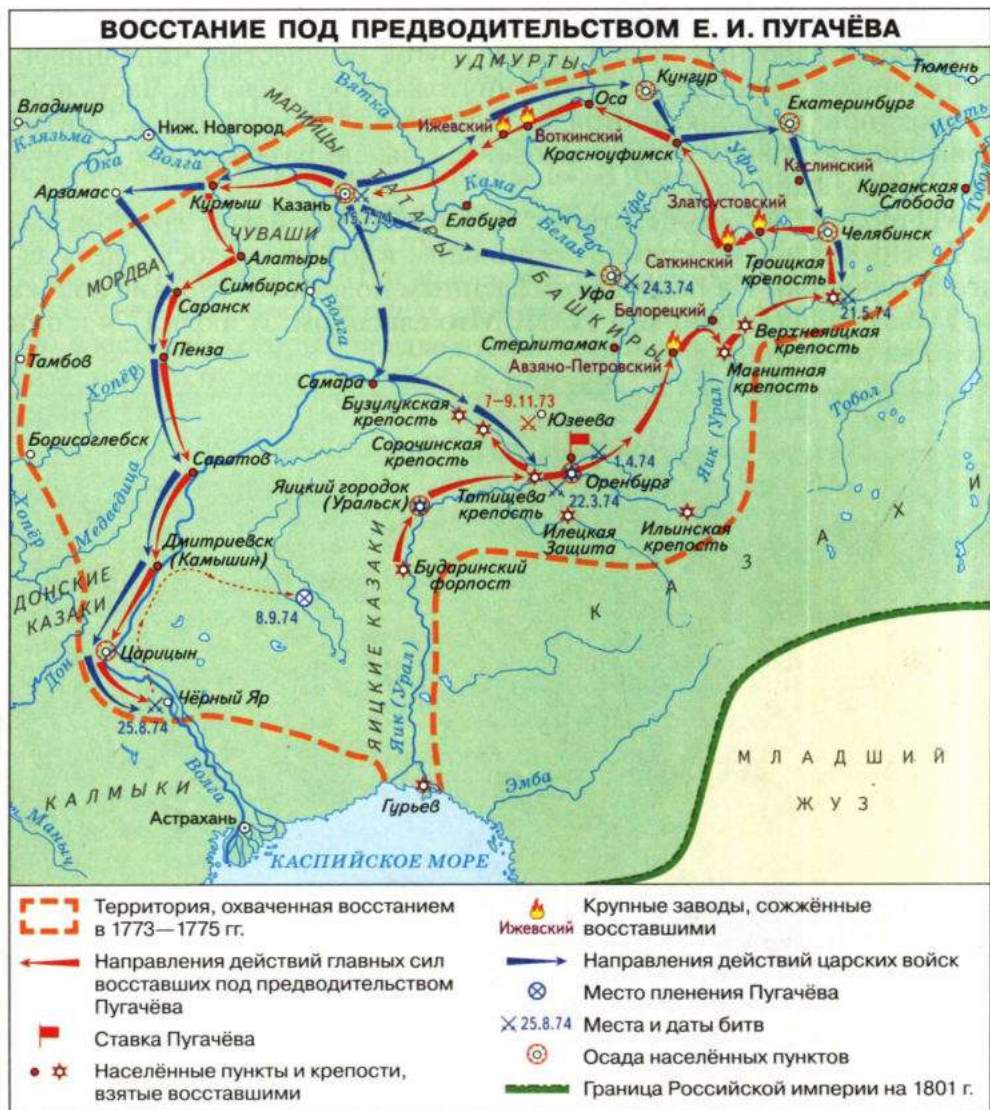 ВОССТАНИЕ ПОД ПРЕДВОДИТЕЛЬСТВОМ Е. И. ПУГАЧЁВА
УДМУРТЫ
Тюмень
Кунгур
Вятка
Оса
Екатеринбург
Владимир
МАРИЙЦЫ
Исеть
Клязьма
Ниж. Новгород
Ижевский
Воткинский
Ока
Волга
Красноуфимск
Уфа
Каслинский
Тобол
Арзамас
ТАТАРЫ
Кама
Уфа
Курганская
Слобода
Курмыш
Казань
15.7.74
Елабуга
Златоустовский
ЧУВАШИ
Белая
Челябинск
МОРДВА
Алатырь
Саткинский
Троицкая
крепость
Симбирск
БАШКИРЫ
Уфа
24.3.74
Саранск
Белорецкий
21.5.74
Волга
Пенза
Стерлитамак
Верхнеяицкая
крепость
Тамбов
Хопёр
Авзяно-Петровский
Магнитная
крепость
Самара
7–9.11.73
Тобол
Бузулукская
крепость
Юзеева
Яик (Урал)
Борисоглебск
Сорочинская
крепость
1.4.74
Саратов
Яицкий городок
(Уральск)
Татищева
крепость
22.3.74
Оренбург
Хопёр
Медведица
Илецкая
Защита
Ильинская
крепость
КАЗАХИ
Дмитриевск
(Камышин)
Бударинский
форпост
ДОНСКИЕ
КАЗАКИ
8.9.74
ЯИЦКИЕ КАЗАКИ
Дон
Царицын
Яик (Урал)
Чёрный Яр
25.8.74
МЛАДШИЙ
ЖУЗ
КАЛМЫКИ
Волга
Эмба
Гурьев
Маныч
Астрахань
КАСПИЙСКОЕ МОРЕ
Территория, охваченная восстанием
в 1773—1775 гг.
Направления действий главных сил
восставших под предводительством
Пугачёва
Ставка Пугачёва
Населённые пункты и крепости,
взятые восставшими
Ижевский
Крупные заводы, сожжённые
восставшими
Направления действий царских войск
Место пленения Пугачёва
25.8.74 Места и даты битв
Осада населённых пунктов
Граница Российской империи на 1801 г.